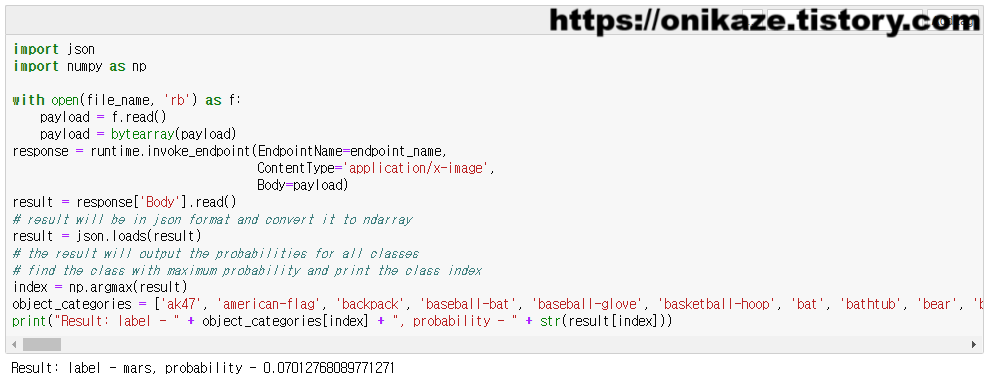 https://onikaze.tistory.com
import json
import numpy as np
with open(file_name, 'rb') as f:
    payload = f.read()
    payload = bytearray(payload)
response = runtime.invoke_endpoint(EndpointName=endpoint_name,
                                   ContentType='application/x-image',
                                   Body=payload)
result = response['Body'].read()
# result will be in json format and convert it to ndarray
result = json.loads(result)
# the result will output the probabilities for all classes
# find the class with maximum probability and print the class index
index = np.argmax(result)
object_categories = ['ak47', 'american-flag', 'backpack', 'baseball-bat', 'baseball-glove', 'basketball-hoop', 'bat', 'bathtub', 'bear', 'b
print("Result: label - " + object_categories[index] + ", probability - " + str(result[index]))
Result: label - mars, probability - 0.07012768089771271